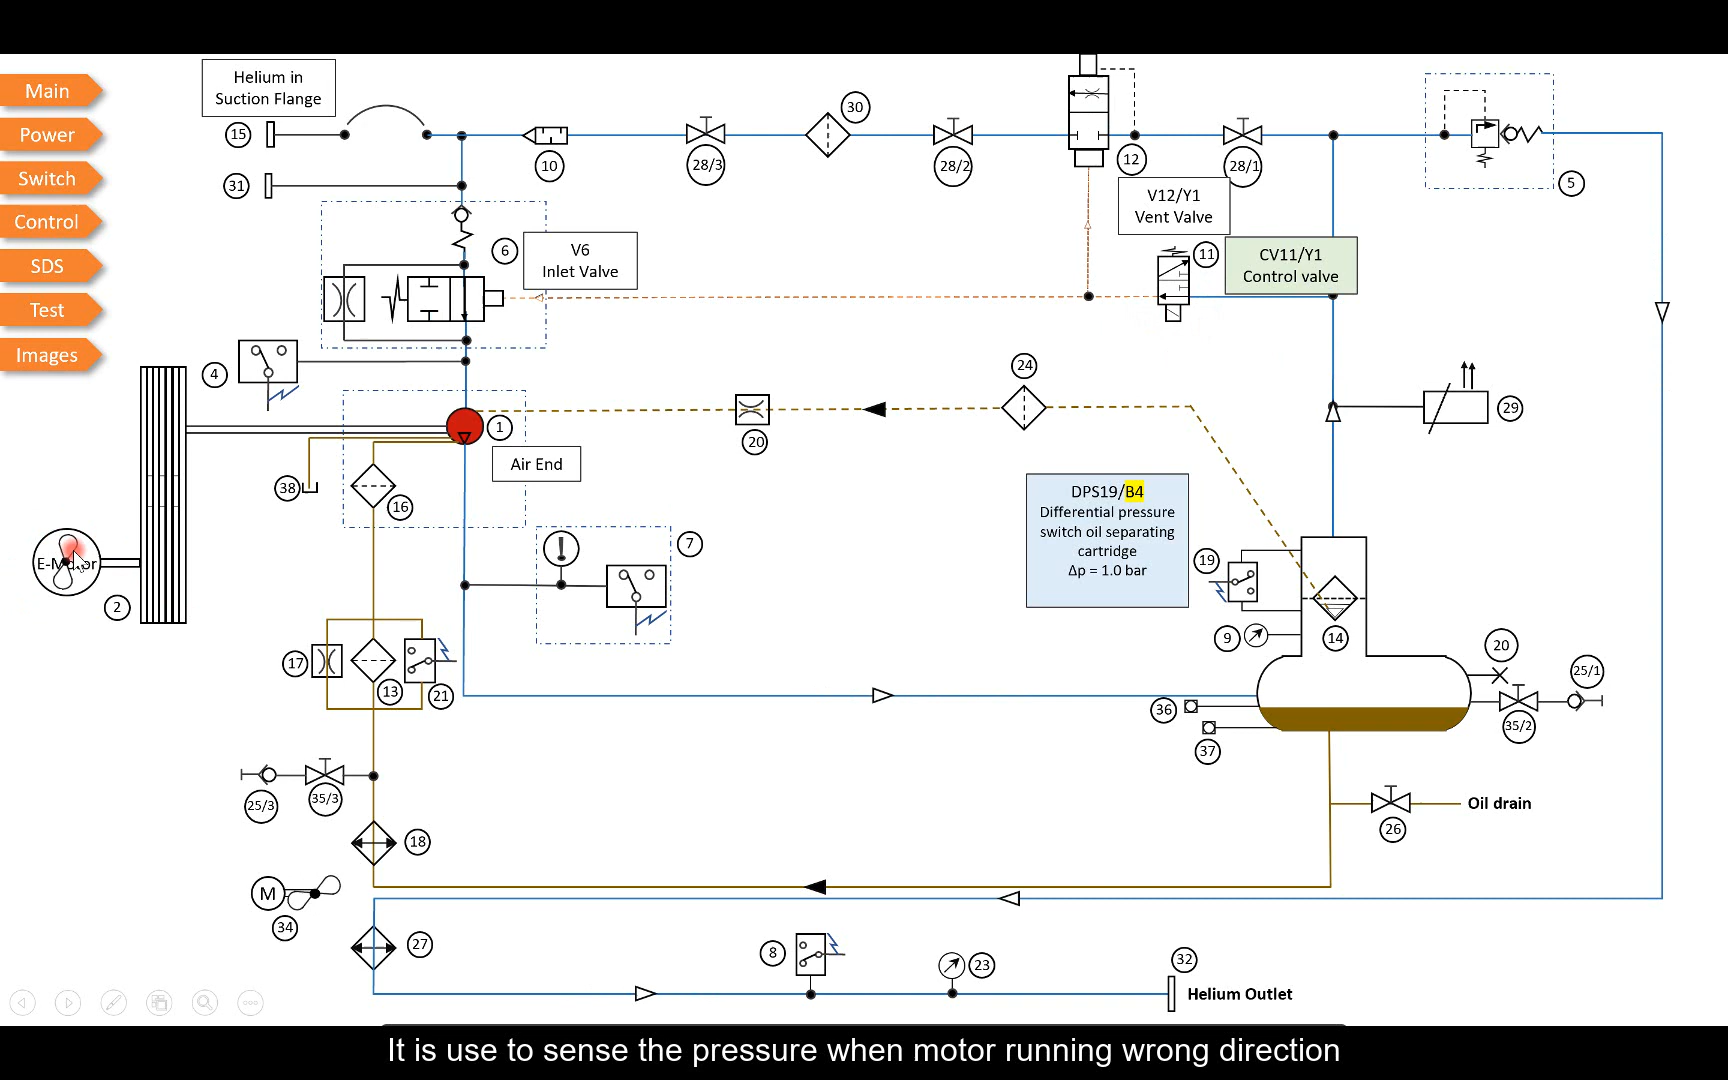 Main
Power
Switch
Control
SDS
Test
Images
Helium in
Suction Flange
15
31
10
28/3
30
28/2
12
28/1
5
V12/Y1
Vent Valve
6
V6
Inlet Valve
11
CV11/Y1
Control valve
4
24
29
20
1
Air End
38
16
7
E-Motor
2
DPS19/B4
Differential pressure
switch oil separating
cartridge
Δp = 1.0 bar
19
9
14
20
25/1
35/2
36
37
17
13
21
25/3
35/3
18
26
Oil drain
M
34
27
8
23
32
Helium Outlet
It is use to sense the pressure when motor running wrong direction